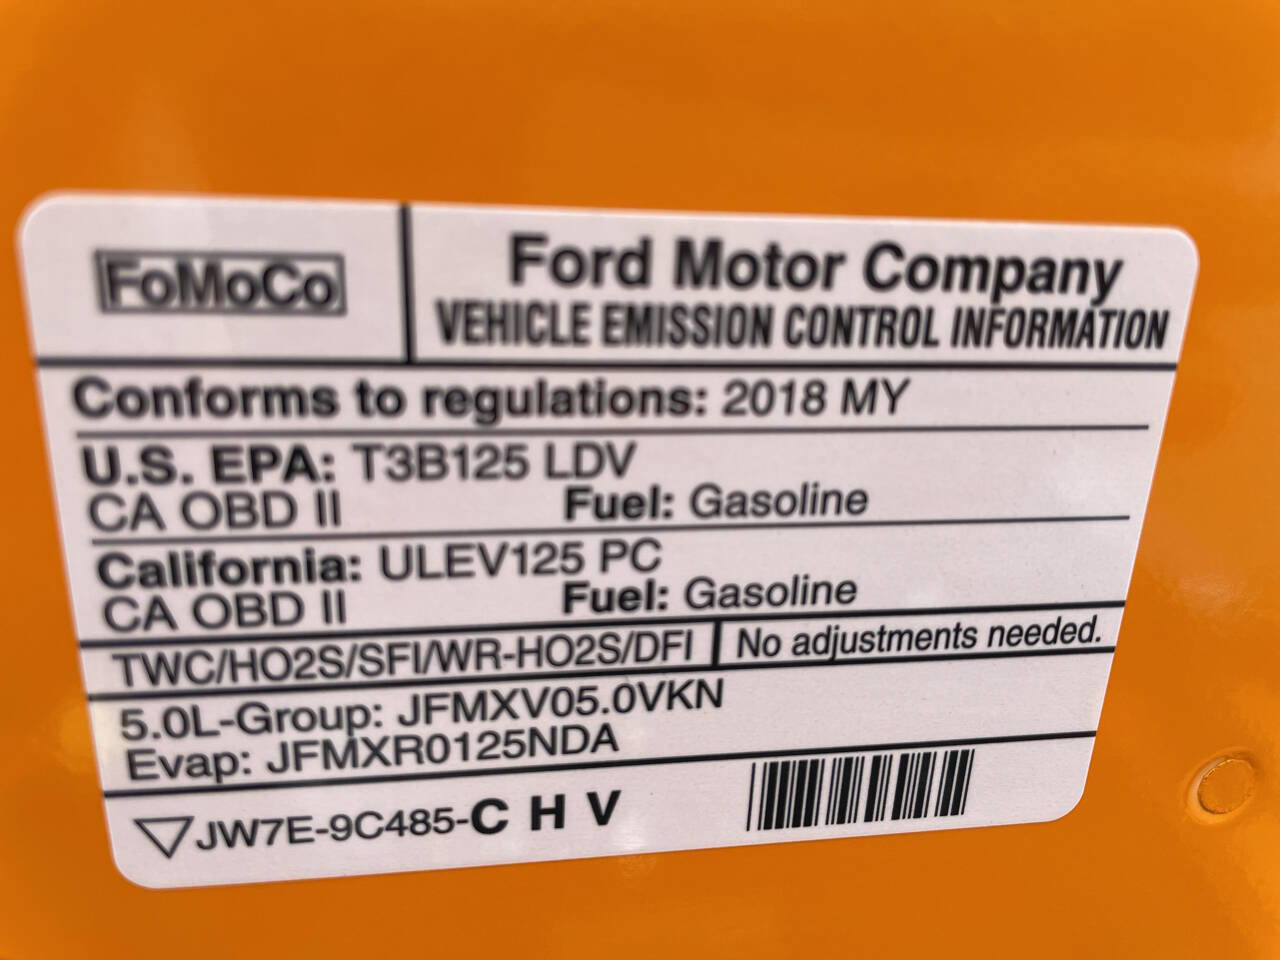 FoMoCo
Ford Motor Company
VEHICLE EMISSION CONTROL INFORMATION
Conforms to regulations: 2018 MY
U.S. EPA: T3B125 LDV
CA OBD II Fuel: Gasoline
California: ULEV125 PC
CA OBD II Fuel: Gasoline
TWC/HO2S/SFI/WR-HO2S/DFI No adjustments needed.
5.0L-Group: JFMXV05.0VKN
Evap: JFMXR0125NDA
JW7E-9C485-C H V